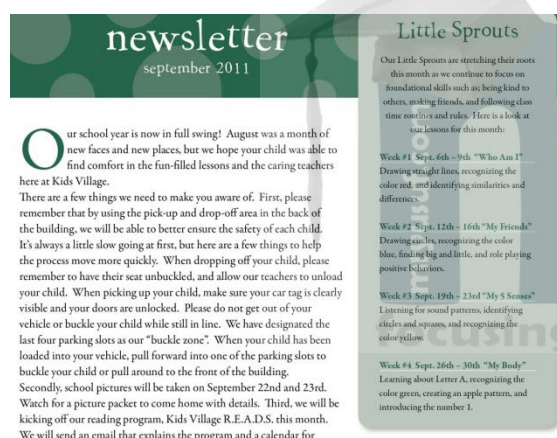 newsletter
september 2011
Our school year is now in full swing! August was a month of
new faces and new places, but we hope your child was able to
find comfort in the fun-filled lessons and the caring teachers
here at Kids Village.
There are a few things we need to make you aware of. First, please
remember that by using the pick-up and drop-off area in the back of
the building, we will be able to better ensure the safety of each child.
It's always a little slow going at first, but here are a few things to help
the process move more quickly. When dropping off your child, please
remember to have their seat unbuckled, and allow our teachers to unload
your child. When picking up your child, make sure your car tag is clearly
visible and your doors are unlocked. Please do not get out of your
vehicle or buckle your child while still in line. We have designated the
last four parking slots as our "buckle zone". When your child has been
loaded into your vehicle, pull forward into one of the parking slots to
buckle your child or pull around to the front of the building.
Secondly, school pictures will be taken on September 22nd and 23rd.
Watch for a picture packet to come home with details. Third, we will be
kicking off our reading program, Kids Village R.E.A.D.S. this month.
We will send an email that explains the program and a calendar for
Little Sprouts
Our Little Sprouts are stretching their roots
this month as we continue to focus on
foundational skills such as; being kind to
others, making friends, and following class
time routines and rules. Here is a look at
our lessons for this month:
Week #1 Sept. 6th - 9th "Who Am I"
Drawing straight lines, recognizing the
color red, and identifying similarities and
differences.
Week #2 Sept. 12th - 16th "My Friends"
Drawing circles, recognizing the color
blue, finding big and little, and role playing
positive behaviors.
Week #3 Sept. 19th - 23rd "My 5 Senses"
Listening for sound patterns, identifying
circles and squares, and recognizing the
color yellow.
Week #4 Sept. 26th - 30th "My Body"
Learning about Letter A, recognizing the
color green, creating an apple pattern, and
introducing the number 1.
focusing